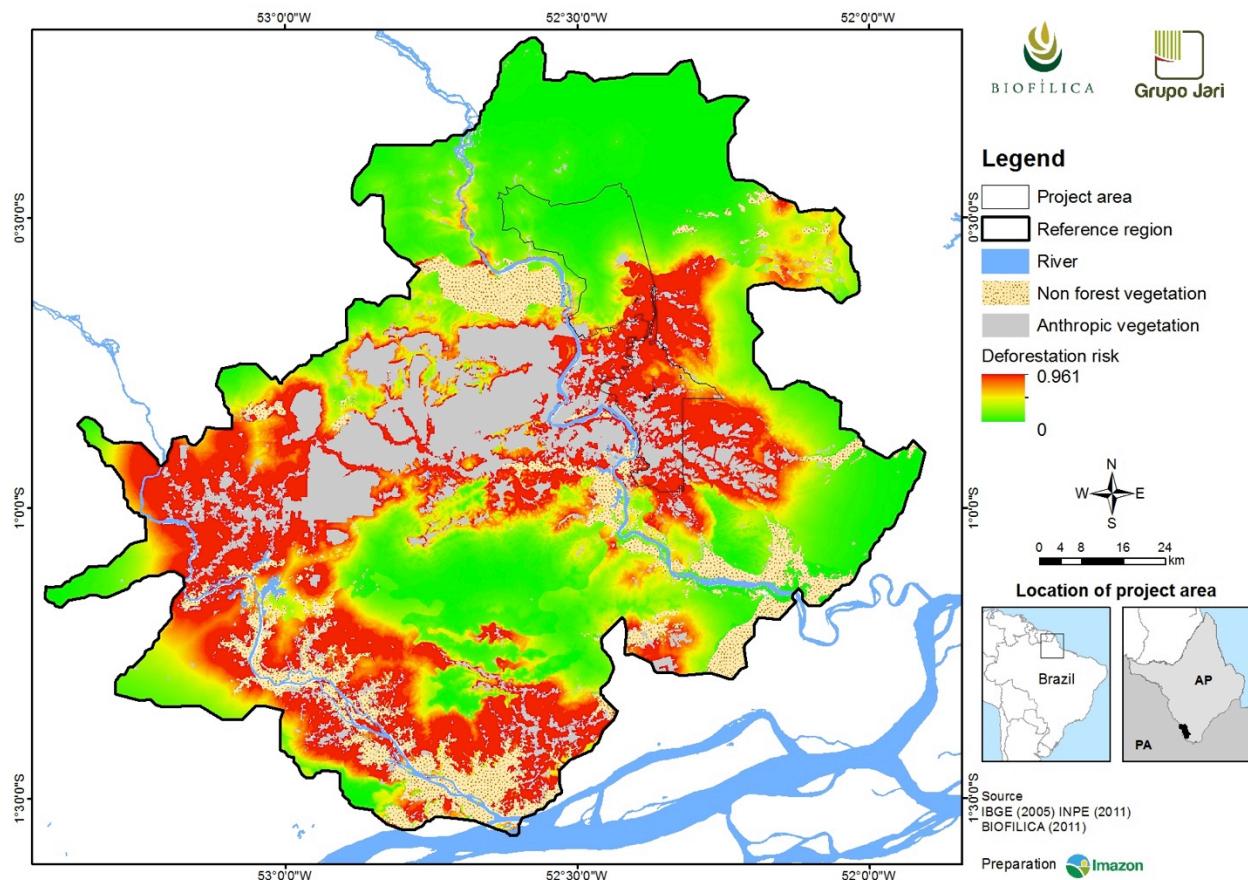 53°0'0"W 52°30'0"W 52°0'0"W
BIOFÍLICA
Grupo Jari
Legend
Project area
Reference region
River
Non forest vegetation
Anthropic vegetation
Deforestation risk
0.961
0
N
W E
S
0 4 8 16 24
km
Location of project area
Brazil
AP
PA
Source
IBGE (2005) INPE (2011)
BIOFILICA (2011)
Preparation Imazon
0°30'0"S 0°30'0"S
1°0'0"S 1°0'0"S
1°30'0"S 1°30'0"S
53°0'0"W 52°30'0"W 52°0'0"W